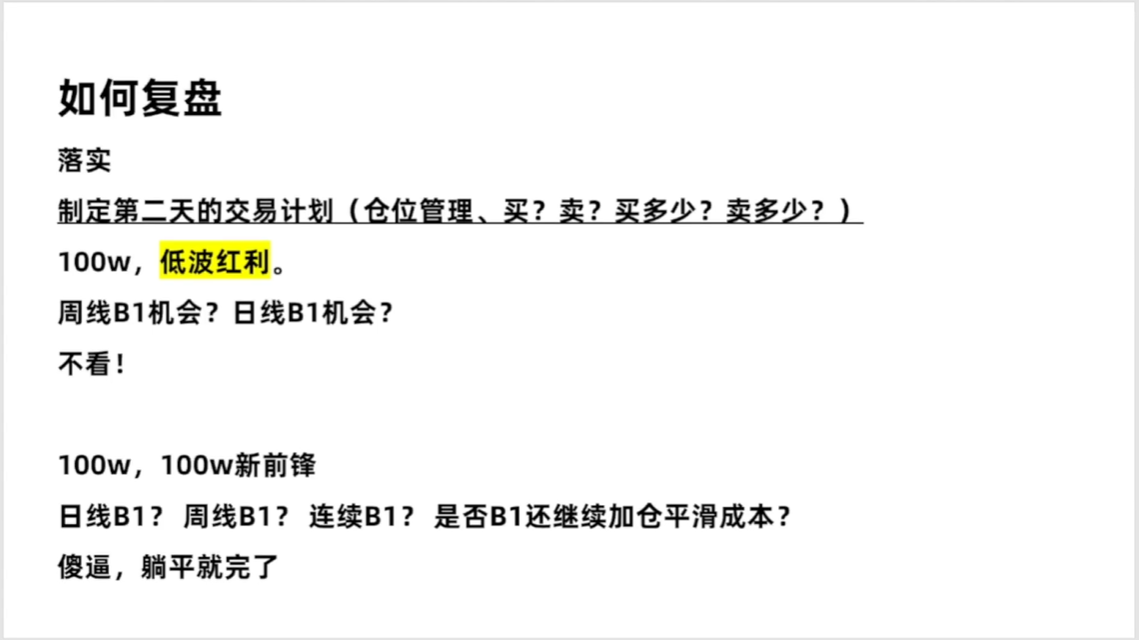 如何复盘
落实
制定第二天的交易计划（仓位管理、买？卖？买多少？卖多少？）
100w，低波红利。
周线B1机会？日线B1机会？
不看！
100w，100w新前锋
日线B1？ 周线B1？ 连续B1？ 是否B1还继续加仓平滑成本？
傻逼，躺平就完了